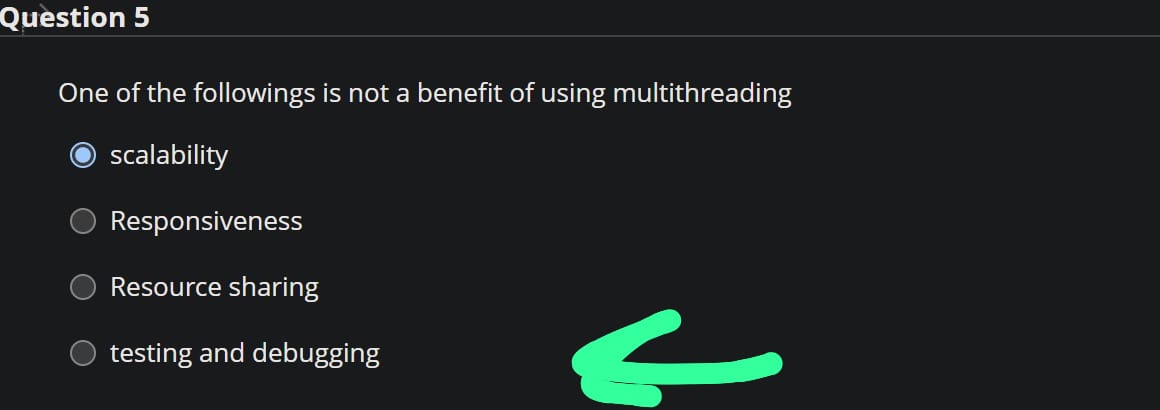 Question 5
One of the followings is not a benefit of using multithreading
scalability
Responsiveness
Resource sharing
testing and debugging